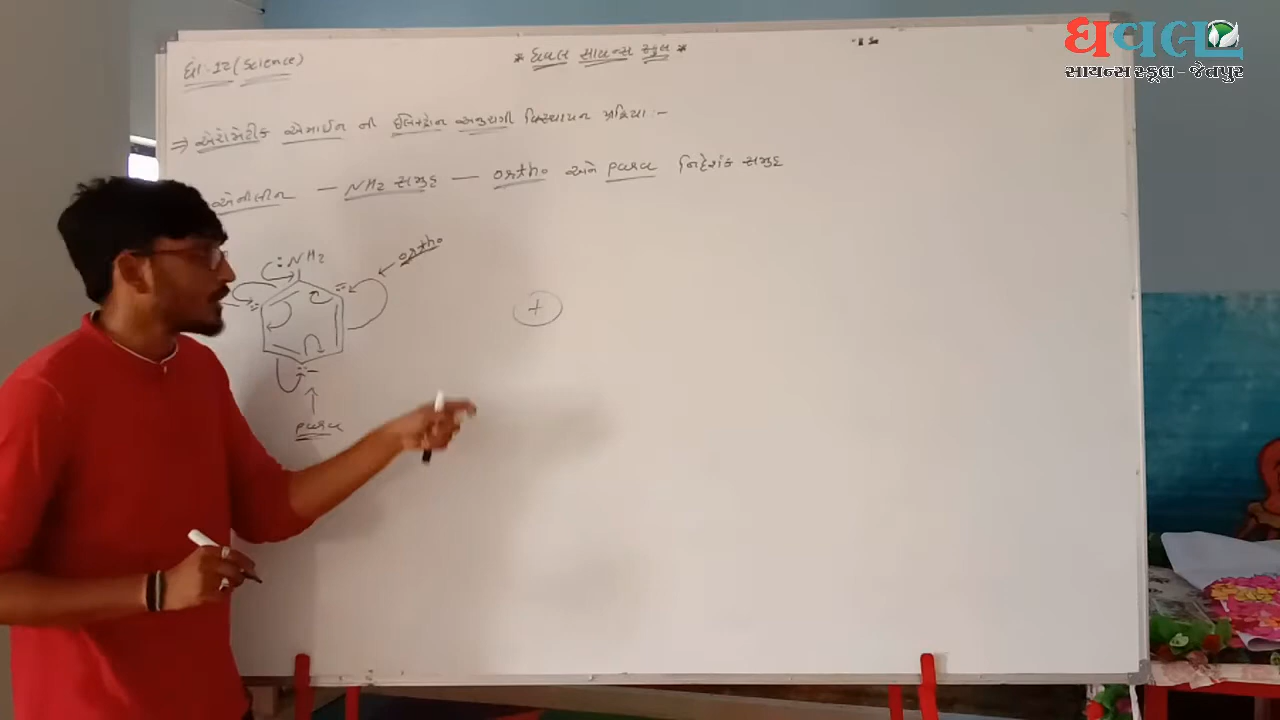 ધવલ
સાયન્સ સ્કૂલ - જેતપુર
ધો-12 (Science)
* ધવલ સાયન્સ સ્કુલ *
⇒ એરોમેટીક એમાઈન ની ઈલેક્ટ્રોન અનુરાગી વિસ્થાપન પ્રક્રિયા :-
એનીલીન — NH2 સમુહ — ortho અને para નિર્દેશક સમુહ
ortho
:NH2
+
para